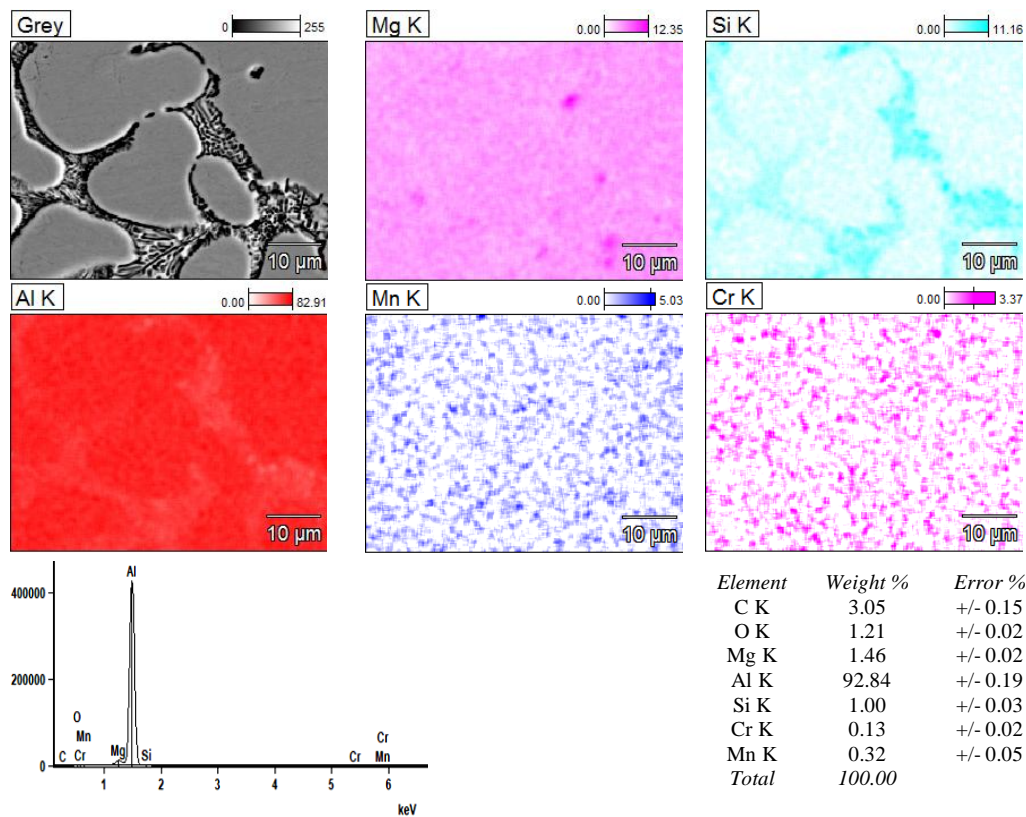 Grey 0 255
Mg K 0.00 12.35
Si K 0.00 11.16
10 µm
10 µm
10 µm
Al K 0.00 82.91
Mn K 0.00 5.03
Cr K 0.00 3.37
10 µm
10 µm
10 µm
Al
400000
200000
0
O
Mn
C Cr
Mg Si
Cr
Cr Mn
1 2 3 4 5 6
keV
Element Weight % Error %
C K 3.05 +/- 0.15
O K 1.21 +/- 0.02
Mg K 1.46 +/- 0.02
Al K 92.84 +/- 0.19
Si K 1.00 +/- 0.03
Cr K 0.13 +/- 0.02
Mn K 0.32 +/- 0.05
Total 100.00